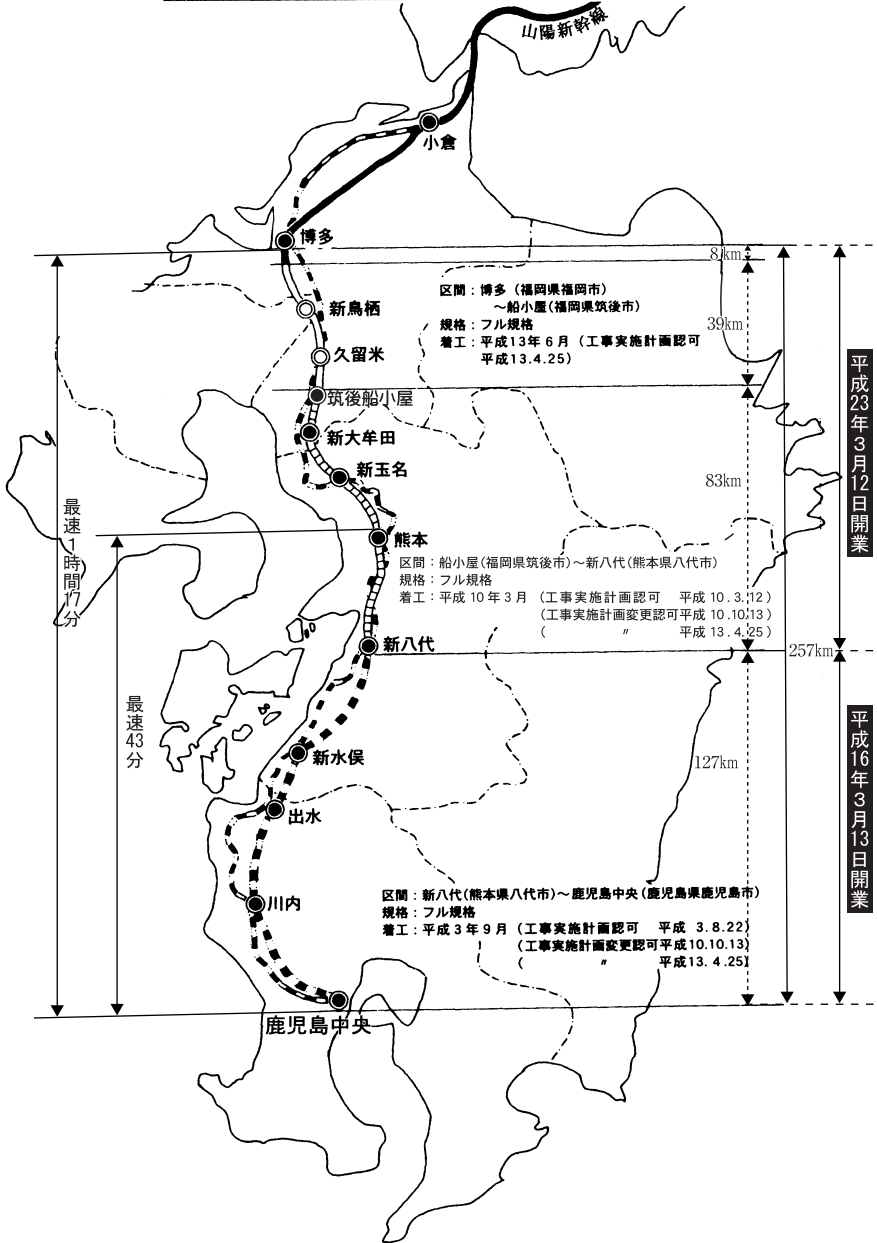 山陽新幹線
小倉
博多
8km
区間：博多（福岡県福岡市）
～船小屋(福岡県筑後市)
規格：フル規格
着工：平成13年６月（工事実施計画認可
平成13.4.25）
新鳥栖
39km
久留米
筑後船小屋
新大牟田
新玉名
83km
平成23年３月12日開業
最速１時間17分
熊本
区間：船小屋(福岡県筑後市)～新八代(熊本県八代市)
規格：フル規格
着工：平成10年３月（工事実施計画認可　平成10.3.12）
(工事実施計画変更認可平成10.10.13)
(　〃　平成13.4.25)
新八代
257km
最速43分
新水俣
127km
平成16年３月13日開業
出水
区間：新八代(熊本県八代市)～鹿児島中央(鹿児島県鹿児島市)
規格：フル規格
着工：平成３年９月（工事実施計画認可　平成 3.8.22)
(工事実施計画変更認可平成10.10.13)
(　〃　平成13.4.25)
川内
鹿児島中央